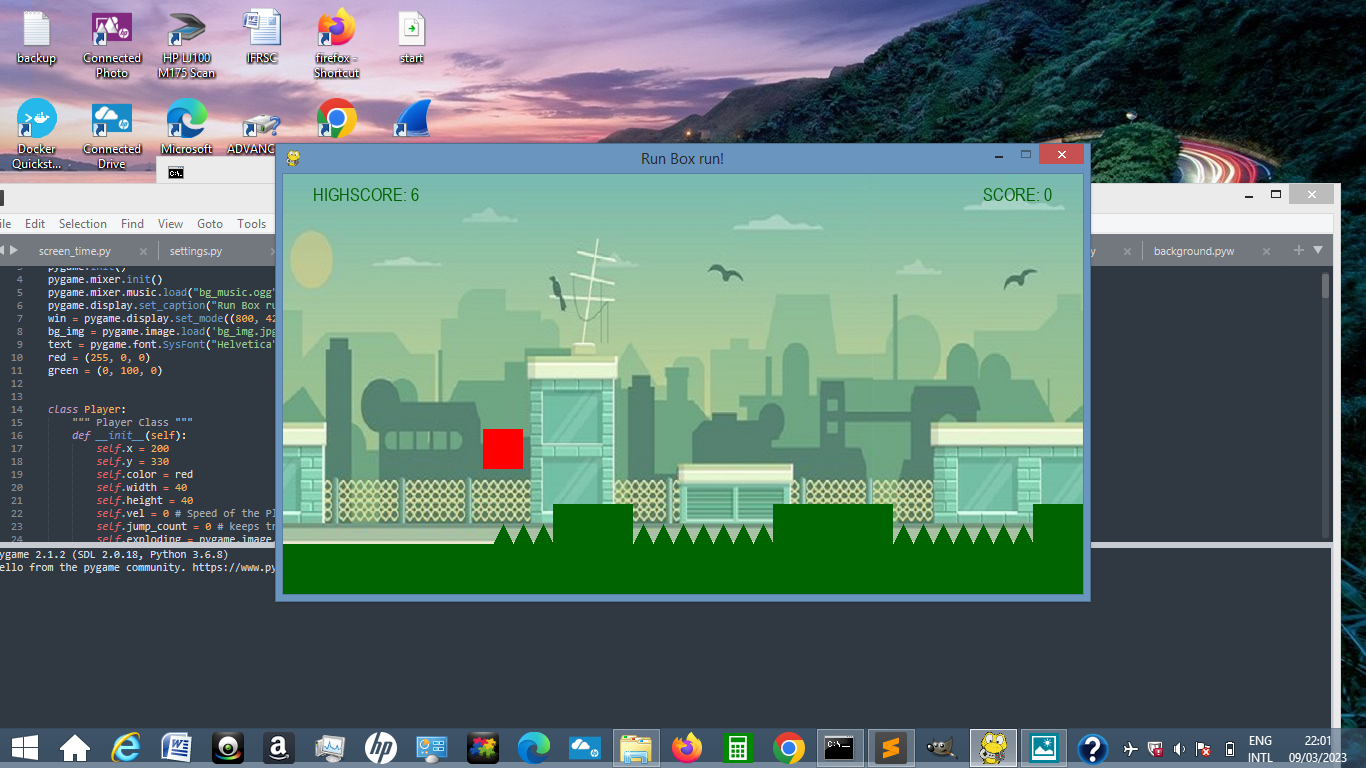 backup
Connected Photo
HP LJ100 M175 Scan
IFRSC
firefox - Shortcut
start
Docker Quickst...
Connected Drive
Microsoft
ADVANC
Run Box run!
HIGHSCORE: 6
SCORE: 0
Edit Selection Find View Goto Tools
screen_time.py
settings.py
background.pyw
4 pygame.mixer.init()
5 pygame.mixer.music.load("bg_music.ogg"
6 pygame.display.set_caption("Run Box ru
7 win = pygame.display.set_mode((800, 42
8 bg_img = pygame.image.load('bg_img.jpg
9 text = pygame.font.SysFont("Helvetica"
10 red = (255, 0, 0)
11 green = (0, 100, 0)
12
13
14 class Player:
15 """ Player Class """
16 def __init__(self):
17 self.x = 200
18 self.y = 330
19 self.color = red
20 self.width = 40
21 self.height = 40
22 self.vel = 0 # Speed of the Pl
23 self.jump_count = 0 # keeps tr
24 self.exploding = pygame.image
ygame 2.1.2 (SDL 2.0.18, Python 3.6.8)
ello from the pygame community. https://www.py
ENG
INTL
22:01
09/03/2023